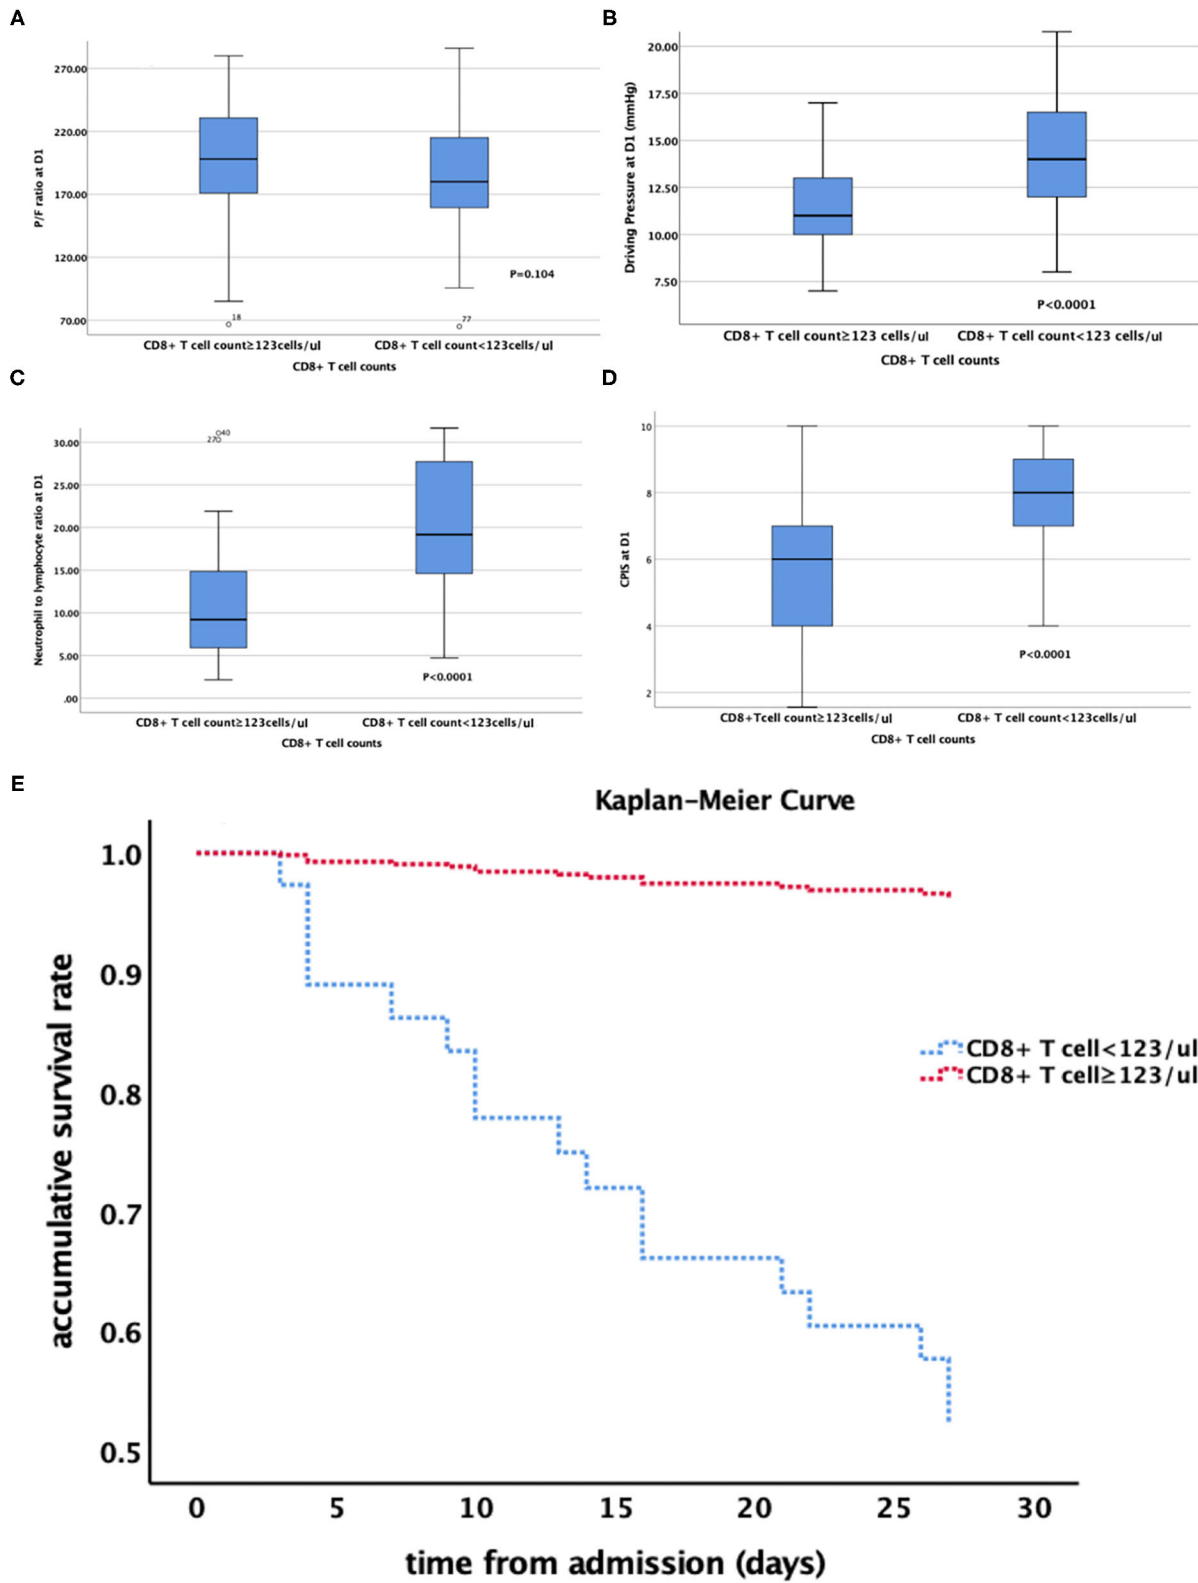 A
P/F ratio at D1
270.00
220.00
170.00
120.00
70.00
18
77
P=0.104
CD8+ T cell count≥123cells/ul
CD8+ T cell count<123cells/ul
CD8+ T cell counts
B
Driving Pressure at D1 (mmHg)
20.00
17.50
15.00
12.50
10.00
7.50
P<0.0001
CD8+ T cell count≥123 cells/ul
CD8+ T cell count<123 cells/ul
CD8+ T cell counts
C
Neutrophil to lymphocyte ratio at D1
30.00
25.00
20.00
15.00
10.00
5.00
.00
40
27
P<0.0001
CD8+ T cell count≥123cells/ul
CD8+ T cell count<123cells/ul
CD8+ T cell counts
D
CPIS at D1
10
8
6
4
2
P<0.0001
CD8+Tcell count≥123cells/ul
CD8+ T cell count<123cells/ul
CD8+ T cell counts
E
Kaplan-Meier Curve
accumulative survival rate
1.0
0.9
0.8
0.7
0.6
0.5
CD8+ T cell<123/ul
CD8+ T cell≥123/ul
0 5 10 15 20 25 30
time from admission (days)